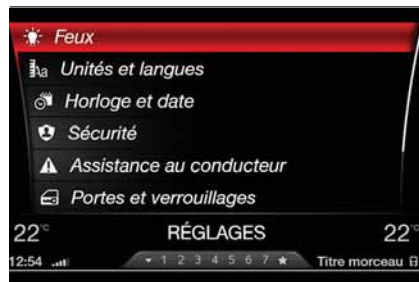 Feux
Unités et langues
Horloge et date
Sécurité
Assistance au conducteur
Portes et verrouillages
22°C RÉGLAGES 22°C
12:54 1 2 3 4 5 6 7 Titre morceau